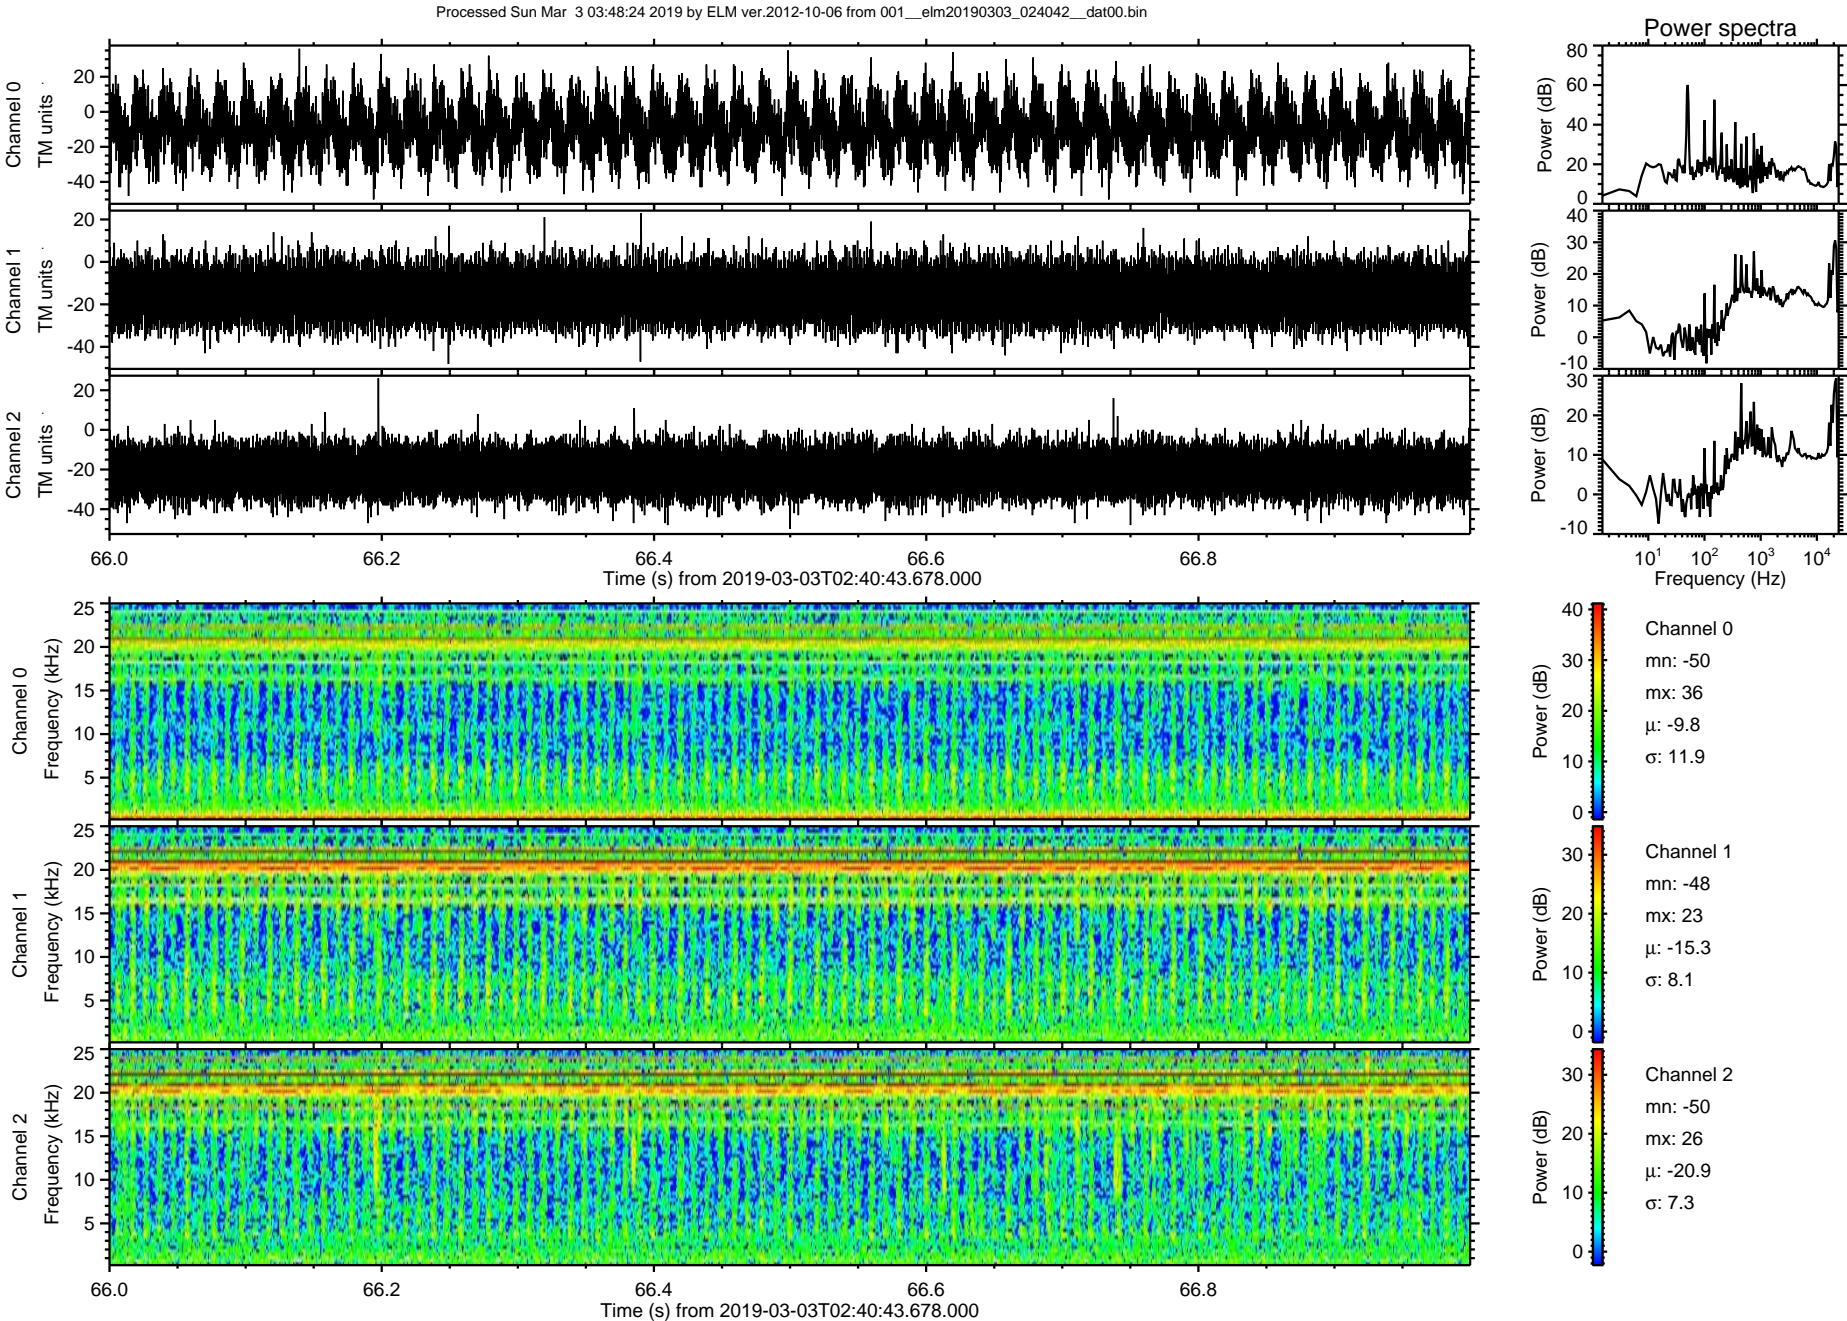 Processed Sun Mar  3 03:48:24 2019 by ELM ver.2012-10-06 from 001__elm20190303_024042__dat00.bin
Power spectra
Channel 0
TM units
20
0
-20
-40
Power (dB)
80
60
40
20
0
Channel 1
TM units
20
0
-20
-40
Power (dB)
40
30
20
10
0
-10
Channel 2
TM units
20
0
-20
-40
Power (dB)
30
20
10
0
-10
66.0 66.2 66.4 66.6 66.8
Time (s) from 2019-03-03T02:40:43.678.000
10^1 10^2 10^3 10^4
Frequency (Hz)
Channel 0
Frequency (kHz)
25
20
15
10
5
Power (dB)
40
30
20
10
0
Channel 0
mn: -50
mx: 36
μ: -9.8
σ: 11.9
Channel 1
Frequency (kHz)
25
20
15
10
5
Power (dB)
30
20
10
0
Channel 1
mn: -48
mx: 23
μ: -15.3
σ: 8.1
Channel 2
Frequency (kHz)
25
20
15
10
5
Power (dB)
30
20
10
0
Channel 2
mn: -50
mx: 26
μ: -20.9
σ: 7.3
66.0 66.2 66.4 66.6 66.8
Time (s) from 2019-03-03T02:40:43.678.000